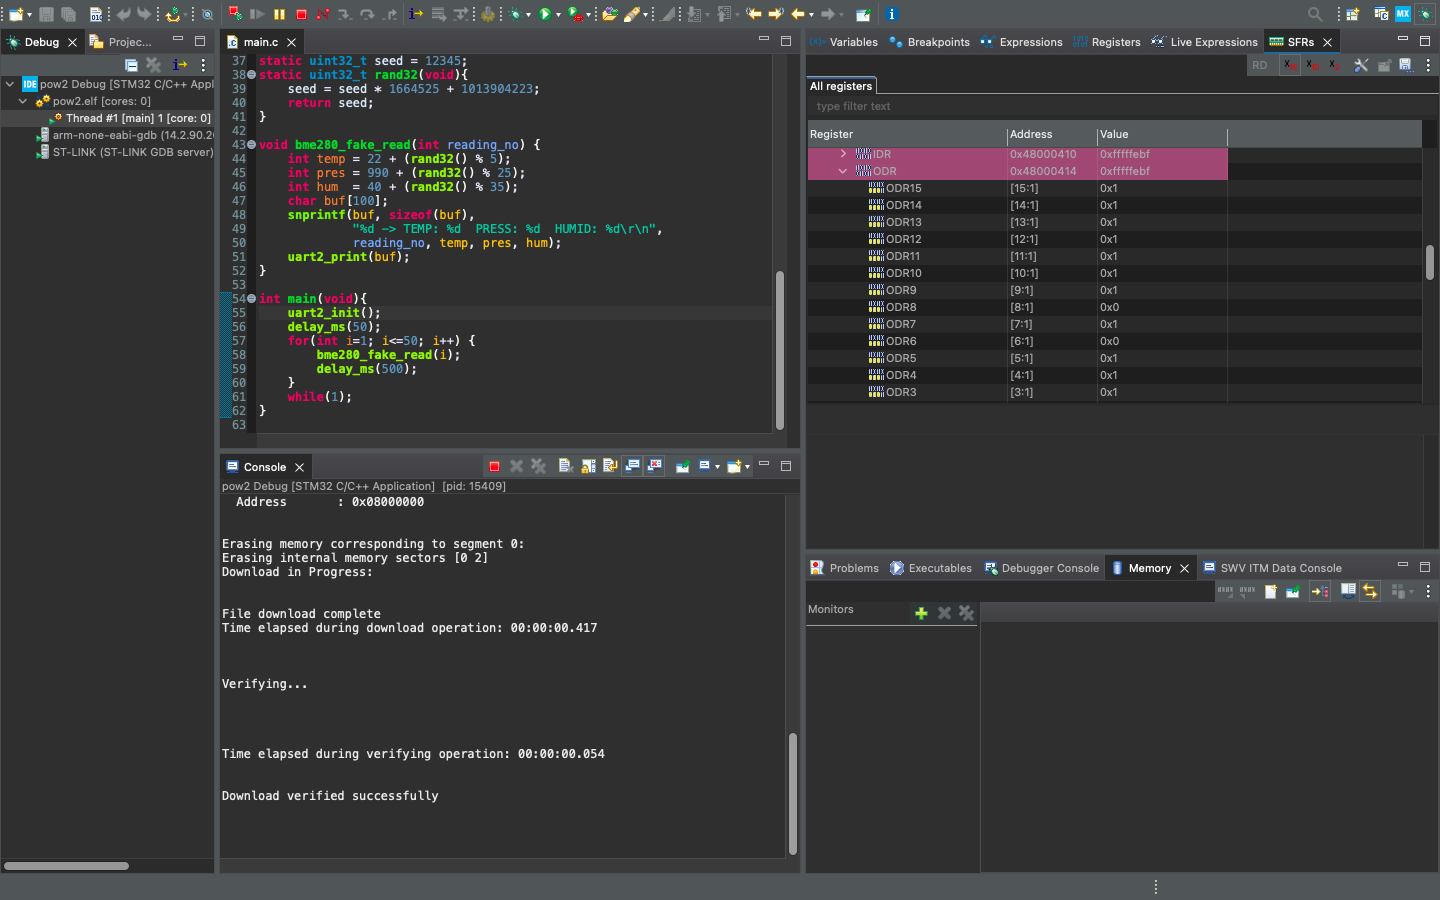 Debug
Projec...
main.c
Variables
Breakpoints
Expressions
Registers
Live Expressions
SFRs
RD
IDE pow2 Debug [STM32 C/C++ Appl
pow2.elf [cores: 0]
Thread #1 [main] 1 [core: 0]
arm-none-eabi-gdb (14.2.90.20
ST-LINK (ST-LINK GDB server)
37 static uint32_t seed = 12345;
38 static uint32_t rand32(void){
39 seed = seed * 1664525 + 1013904223;
40 return seed;
41 }
42
43 void bme280_fake_read(int reading_no) {
44 int temp = 22 + (rand32() % 5);
45 int pres = 990 + (rand32() % 25);
46 int hum  = 40 + (rand32() % 35);
47 char buf[100];
48 snprintf(buf, sizeof(buf),
49 "%d -> TEMP: %d  PRESS: %d  HUMID: %d\r\n",
50 reading_no, temp, pres, hum);
51 uart2_print(buf);
52 }
53
54 int main(void){
55 uart2_init();
56 delay_ms(50);
57 for(int i=1; i<=50; i++) {
58 bme280_fake_read(i);
59 delay_ms(500);
60 }
61 while(1);
62 }
63
All registers
type filter text
Register Address Value
IDR 0x48000410 0xfffffebf
ODR 0x48000414 0xfffffebf
ODR15 [15:1] 0x1
ODR14 [14:1] 0x1
ODR13 [13:1] 0x1
ODR12 [12:1] 0x1
ODR11 [11:1] 0x1
ODR10 [10:1] 0x1
ODR9 [9:1] 0x1
ODR8 [8:1] 0x0
ODR7 [7:1] 0x1
ODR6 [6:1] 0x0
ODR5 [5:1] 0x1
ODR4 [4:1] 0x1
ODR3 [3:1] 0x1
Console
pow2 Debug [STM32 C/C++ Application]  [pid: 15409]
Address : 0x08000000
Erasing memory corresponding to segment 0:
Erasing internal memory sectors [0 2]
Download in Progress:
File download complete
Time elapsed during download operation: 00:00:00.417
Verifying...
Time elapsed during verifying operation: 00:00:00.054
Download verified successfully
Problems
Executables
Debugger Console
Memory
SWV ITM Data Console
Monitors
MX